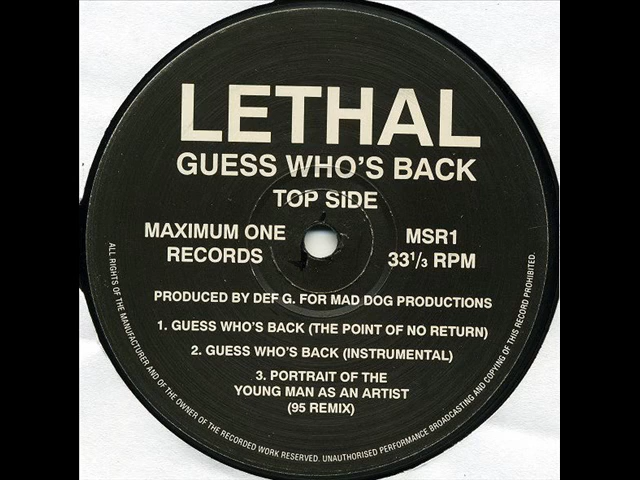 LETHAL
GUESS WHO'S BACK
TOP SIDE
MAXIMUM ONE
RECORDS
MSR1
33⅓ RPM
PRODUCED BY DEF G. FOR MAD DOG PRODUCTIONS
1. GUESS WHO'S BACK (THE POINT OF NO RETURN)
2. GUESS WHO'S BACK (INSTRUMENTAL)
3. PORTRAIT OF THE
YOUNG MAN AS AN ARTIST
(95 REMIX)
ALL RIGHTS OF THE MANUFACTURER AND OF THE OWNER OF THE RECORDED WORK RESERVED. UNAUTHORISED PERFORMANCE BROADCASTING AND COPYING OF THIS RECORD PROHIBITED.